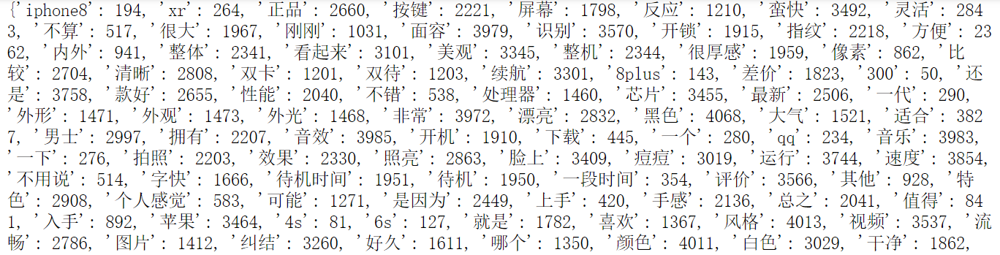 {'iphone8': 194, 'xr': 264, '正品': 2660, '按键': 2221, '屏幕': 1798, '反应': 1210, '蛮快': 3492, '灵活': 284
3, '不算': 517, '很大': 1967, '刚刚': 1031, '面容': 3979, '识别': 3570, '开锁': 1915, '指纹': 2218, '方便': 23
62, '内外': 941, '整体': 2341, '看起来': 3101, '美观': 3345, '整机': 2344, '很厚感': 1959, '像素': 862, '比
较': 2704, '清晰': 2808, '双卡': 1201, '双待': 1203, '续航': 3301, '8plus': 143, '差价': 1823, '300': 50, '还
是': 3758, '款好': 2655, '性能': 2040, '不错': 538, '处理器': 1460, '芯片': 3455, '最新': 2506, '一代': 290,
'外形': 1471, '外观': 1473, '外光': 1468, '非常': 3972, '漂亮': 2832, '黑色': 4068, '大气': 1521, '适合': 382
7, '男士': 2997, '拥有': 2207, '音效': 3985, '开机': 1910, '下载': 445, '一个': 280, 'qq': 234, '音乐': 3983,
'一下': 276, '拍照': 2203, '效果': 2330, '照亮': 2863, '脸上': 3409, '痘痘': 3019, '运行': 3744, '速度': 3854,
'不用说': 514, '字快': 1666, '待机时间': 1951, '待机': 1950, '一段时间': 354, '评价': 3566, '其他': 928, '特
色': 2908, '个人感觉': 583, '可能': 1271, '是因为': 2449, '上手': 420, '手感': 2136, '总之': 2041, '值得': 84
1, '入手': 892, '苹果': 3464, '4s': 81, '6s': 127, '就是': 1782, '喜欢': 1367, '风格': 4013, '视频': 3537, '流
畅': 2786, '图片': 1412, '纠结': 3260, '好久': 1611, '哪个': 1350, '颜色': 4011, '白色': 3029, '干净': 1862,